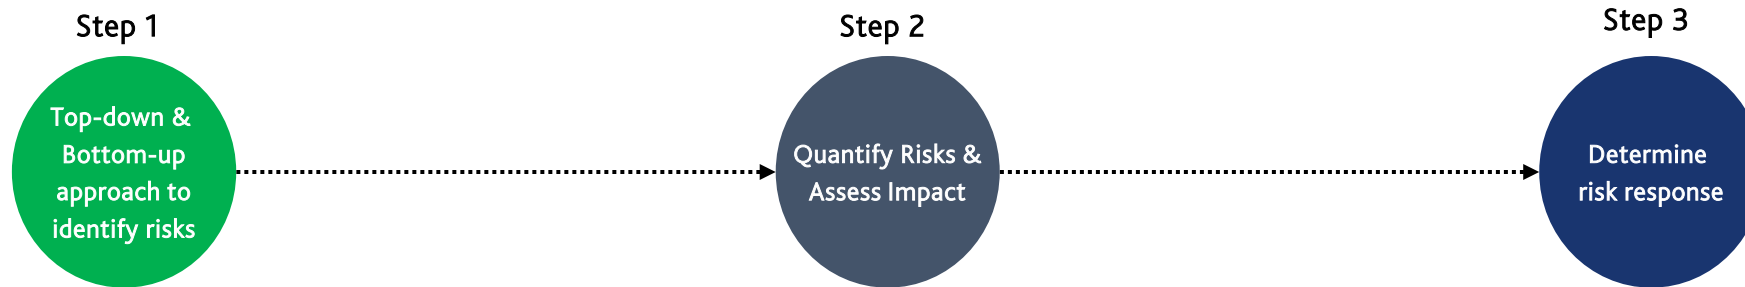 Step 1
Top-down &
Bottom-up
approach to
identify risks
Step 2
Quantify Risks &
Assess Impact
Step 3
Determine
risk response